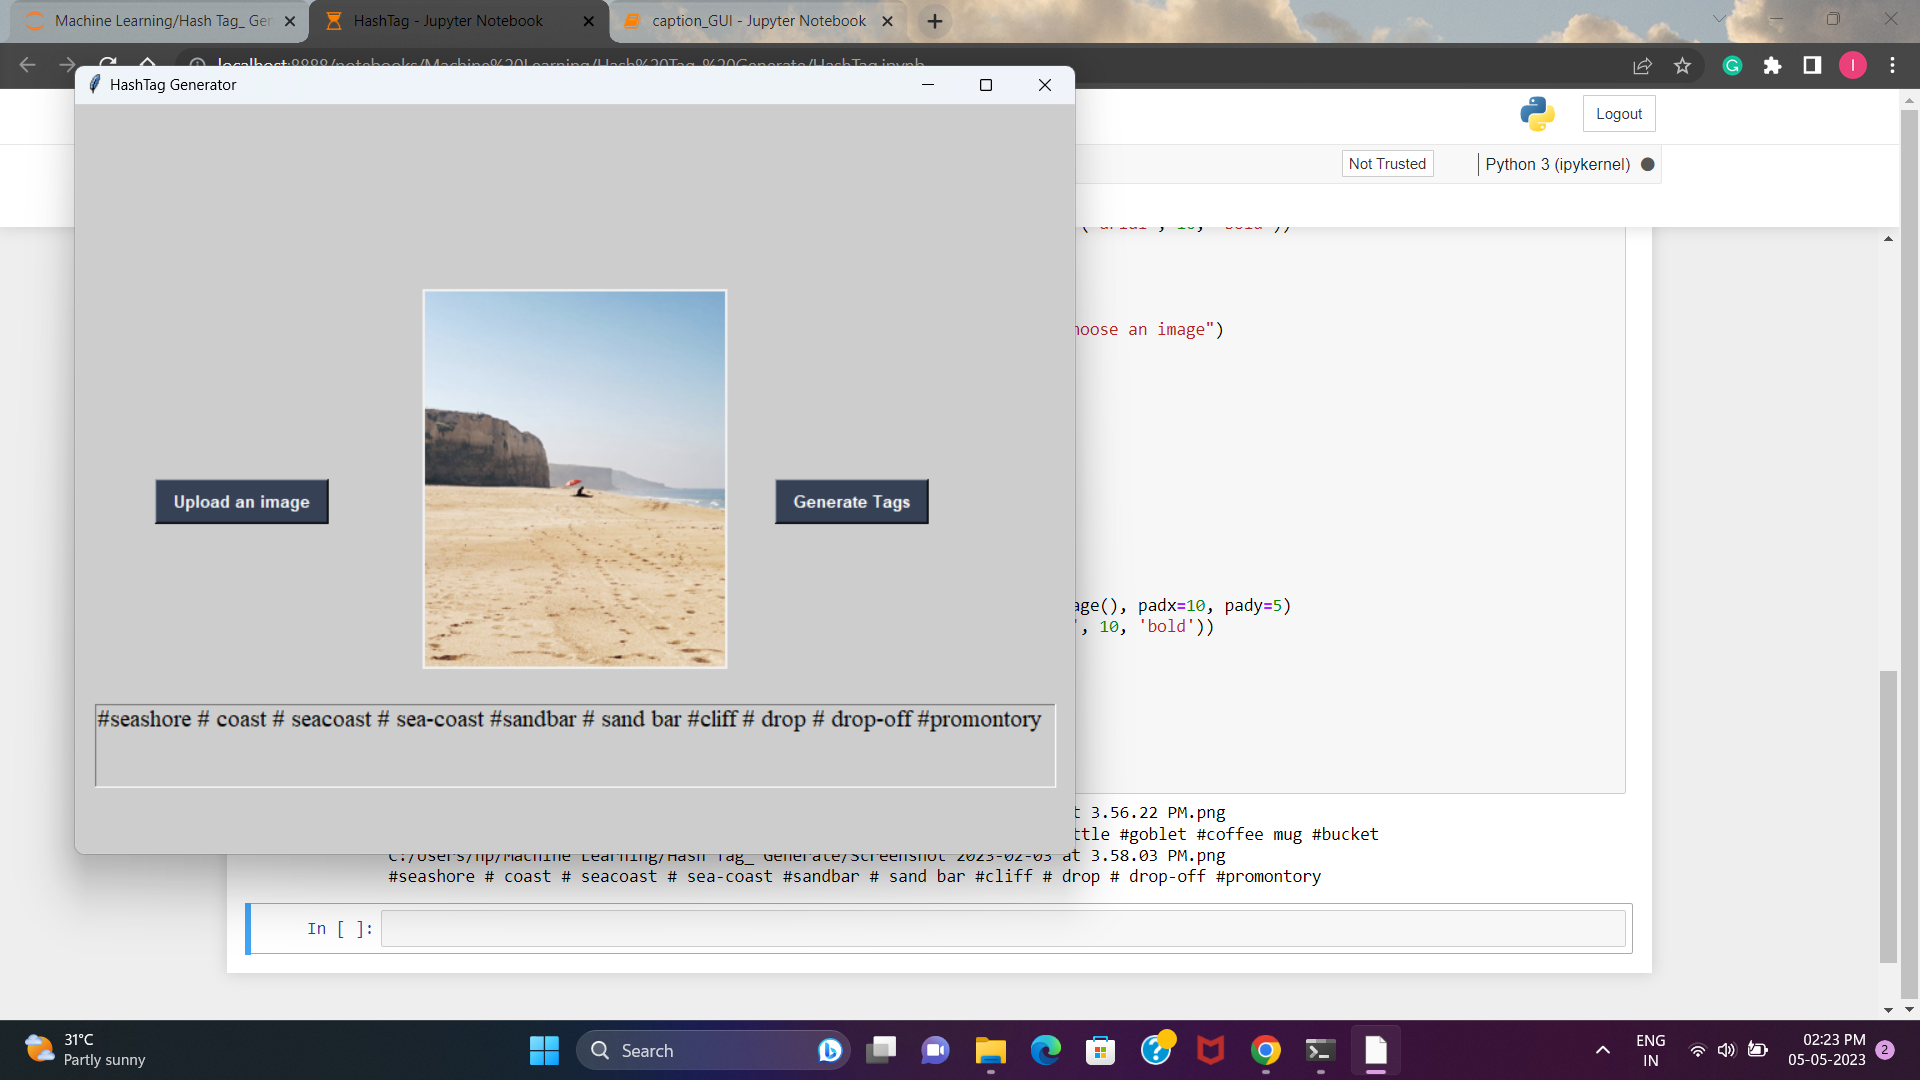 Machine Learning/Hash Tag_ Ger
HashTag - Jupyter Notebook
caption_GUI - Jupyter Notebook
localhost:8888/notebooks/Machine%20Learning/Hash%20Tag_%20Generate/HashTag.ipynb
HashTag Generator
Logout
Not Trusted
Python 3 (ipykernel)
hoose an image")
Upload an image
Generate Tags
age(), padx=10, pady=5)
', 10, 'bold'))
#seashore # coast # seacoast # sea-coast #sandbar # sand bar #cliff # drop # drop-off #promontory
t 3.56.22 PM.png
ttle #goblet #coffee mug #bucket
C:/Users/hp/Machine Learning/Hash Tag_ Generate/Screenshot 2023-02-03 at 3.58.03 PM.png
#seashore # coast # seacoast # sea-coast #sandbar # sand bar #cliff # drop # drop-off #promontory
In [ ]:
31°C
Partly sunny
Search
ENG
IN
02:23 PM
05-05-2023
2